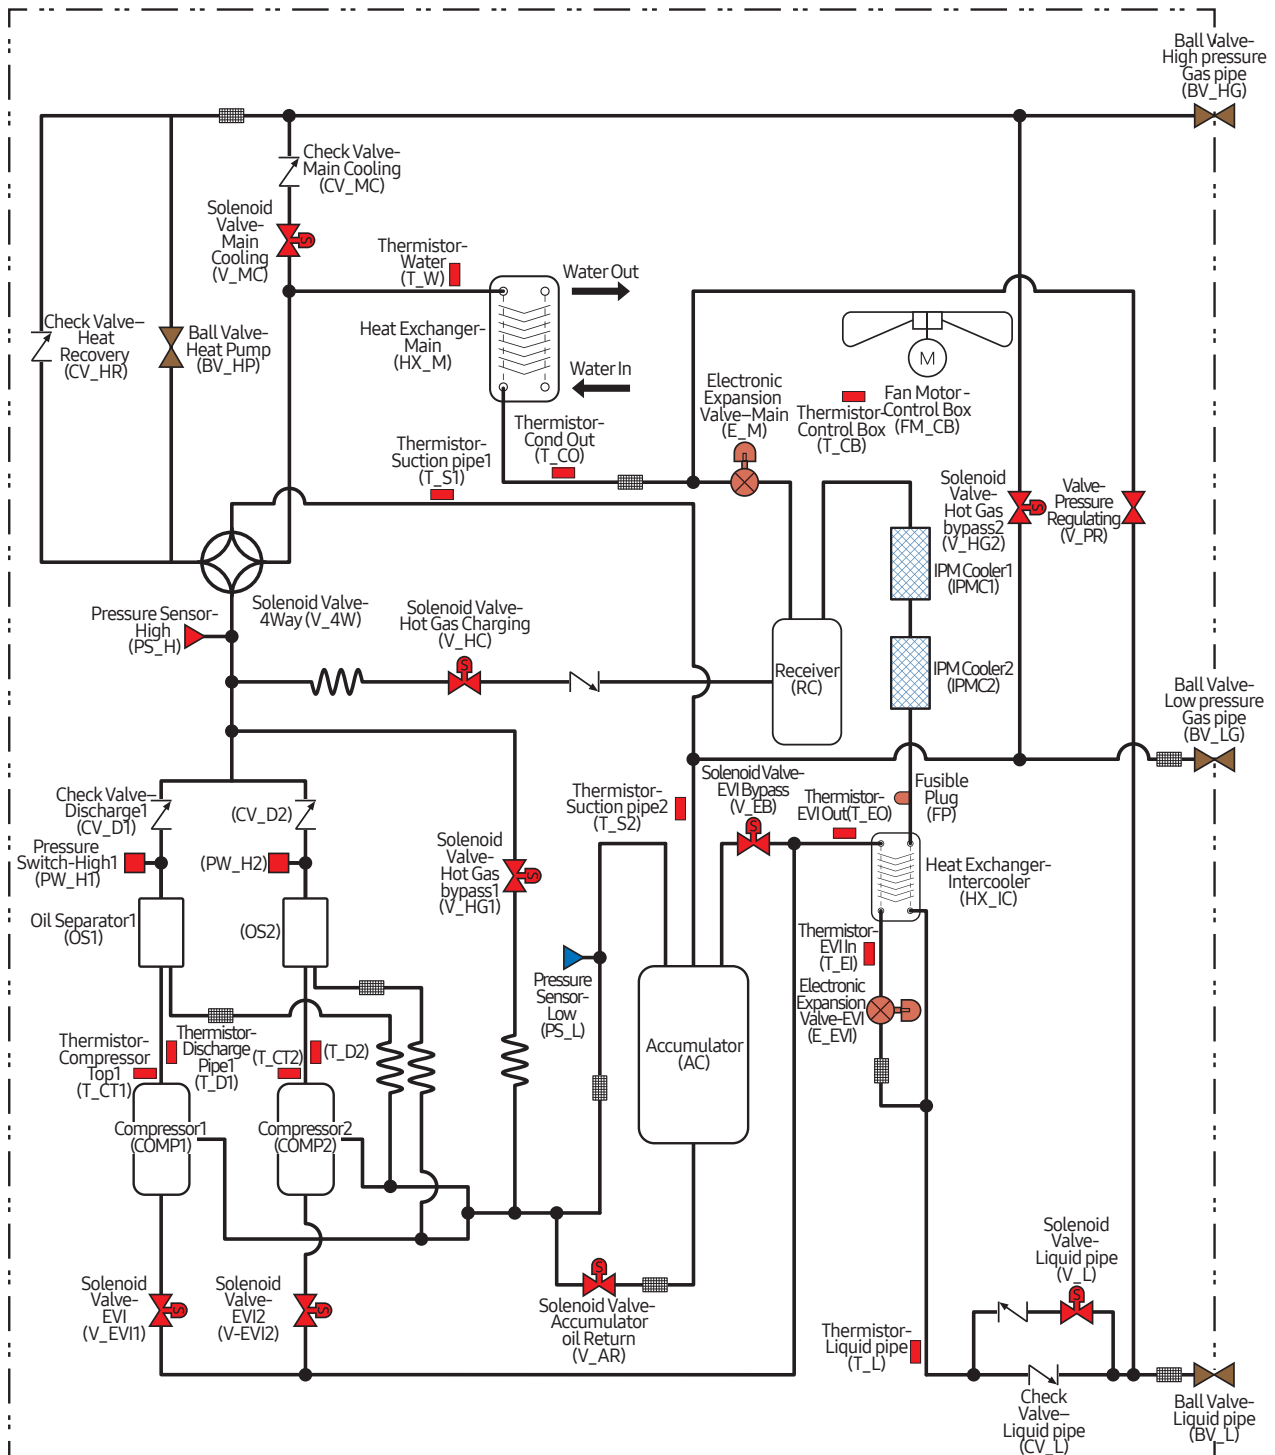 Ball Valve-
High pressure
Gas pipe
(BV_HG)
Check Valve-
Main Cooling
(CV_MC)
Solenoid
Valve-
Main
Cooling
(V_MC)
S
Thermistor-
Water
(T_W)
Water Out
Check Valve–
Heat
Recovery
(CV_HR)
Ball Valve-
Heat Pump
(BV_HP)
Heat Exchanger-
Main
(HX_M)
Water In
M
Electronic
Expansion
Valve–Main
(E_M)
Thermistor-
Control Box
(T_CB)
Fan Motor -
Control Box
(FM_CB)
Thermistor-
Suction pipe1
(T_S1)
Thermistor-
Cond Out
(T_CO)
Solenoid
Valve-
Hot Gas
bypass2
(V_HG2)
S
Valve-
Pressure
Regulating
(V_PR)
IPM Cooler1
(IPMC1)
Pressure Sensor-
High
(PS_H)
Solenoid Valve-
4Way (V_4W)
Solenoid Valve-
Hot Gas Charging
(V_HC)
S
Receiver
(RC)
IPM Cooler2
(IPMC2)
Ball Valve-
Low pressure
Gas pipe
(BV_LG)
Check Valve–
Discharge1
(CV_D1)
(CV_D2)
Thermistor-
Suction pipe2
(T_S2)
Solenoid Valve-
EVI Bypass
(V_EB)
S
Thermistor-
EVI Out(T_EO)
Fusible
Plug
(FP)
Pressure
Switch-High1
(PW_H1)
(PW_H2)
Solenoid
Valve-
Hot Gas
bypass1
(V_HG1)
S
Heat Exchanger-
Intercooler
(HX_IC)
Oil Separator1
(OS1)
(OS2)
Thermistor-
EVI In
(T_EI)
Pressure
Sensor-
Low
(PS_L)
Electronic
Expansion
Valve-EVI
(E_EVI)
Thermistor-
Compressor
Top1
(T_CT1)
Thermistor-
Discharge
Pipe1
(T_D1)
(T_CT2)
(T_D2)
Accumulator
(AC)
Compressor1
(COMP1)
Compressor2
(COMP2)
Solenoid
Valve-
EVI
(V_EVI1)
S
Solenoid
Valve-
EVI2
(V-EVI2)
S
S
Solenoid Valve-
Accumulator
oil Return
(V_AR)
Solenoid
Valve-
Liquid pipe
(V_L)
S
Thermistor-
Liquid pipe
(T_L)
Check
Valve–
Liquid pipe
(CV_L)
Ball Valve-
Liquid pipe
(BV_L)